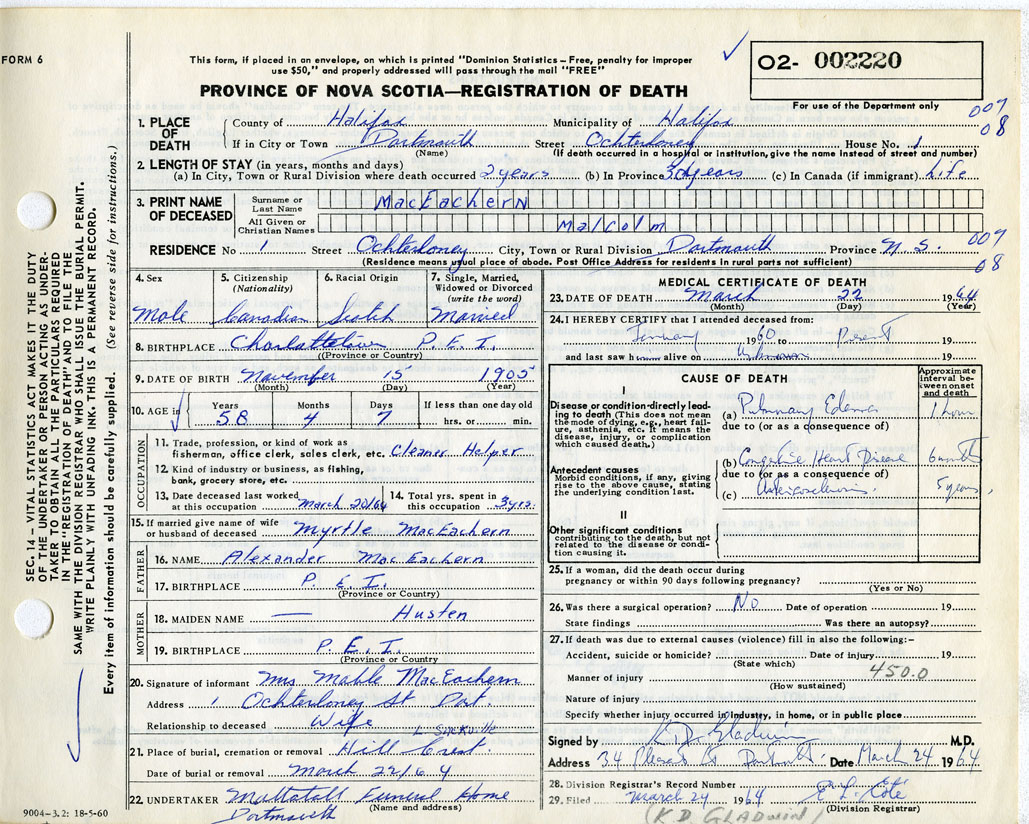 FORM 6
This form, if placed in an envelope, on which is printed "Dominion Statistics – Free, penalty for improper
use $50," and properly addressed will pass through the mail "FREE"
O2- 002220
For use of the Department only
PROVINCE OF NOVA SCOTIA—REGISTRATION OF DEATH
007
08
1. PLACE OF DEATH
County of Halifax Municipality of Halifax
If in City or Town Dartmouth Street Ochterloney House No. 1
(Name) (If death occurred in a hospital or institution, give the name instead of street and number)
2. LENGTH OF STAY (in years, months and days)
(a) In City, Town or Rural Division where death occurred 2 years (b) In Province 30 years (c) In Canada (if immigrant) Life
3. PRINT NAME OF DECEASED
Surname or Last Name MacEachern
All Given or Christian Names Malcolm
RESIDENCE No 1 Street Ochterloney City, Town or Rural Division Dartmouth Province N. S.
007
08
(Residence means usual place of abode. Post Office Address for residents in rural parts not sufficient)
SEC. 14 – VITAL STATISTICS ACT MAKES IT THE DUTY
OF THE UNDERTAKER OR PERSON ACTING AS UNDER-
TAKER TO OBTAIN ALL THE PARTICULARS REQUIRED
IN THE "REGISTRATION OF DEATH" AND TO FILE THE
SAME WITH THE DIVISION REGISTRAR WHO SHALL ISSUE THE BURIAL PERMIT.
WRITE PLAINLY WITH UNFADING INK. THIS IS A PERMANENT RECORD.
Every item of information should be carefully supplied. (See reverse side for instructions.)
4. Sex
Male
5. Citizenship
(Nationality)
Canadian
6. Racial Origin
Scotch
7. Single, Married, Widowed or Divorced
(write the word)
Married
8. BIRTHPLACE Charlottetown P. E. I.
(Province or Country)
9. DATE OF BIRTH November 15 1905
(Month) (Day) (Year)
10. AGE in
Years Months Days If less than one day old
58 4 7 hrs. or min.
OCCUPATION
11. Trade, profession, or kind of work as
fisherman, office clerk, sales clerk, etc. Cleaner Helper
12. Kind of industry or business, as fishing,
bank, grocery store, etc.
13. Date deceased last worked
at this occupation March 20/64
14. Total yrs. spent in
this occupation 3 yrs.
15. If married give name of wife
or husband of deceased Myrtle MacEachern
FATHER
16. NAME Alexander MacEachern
17. BIRTHPLACE P. E. I.
(Province or Country)
MOTHER
18. MAIDEN NAME — Husten
19. BIRTHPLACE P. E. I.
(Province or Country)
20. Signature of informant Mrs Mable MacEachern
Address 1 Ochterloney St Dart.
Relationship to deceased Wife
L. Sackville
21. Place of burial, cremation or removal Hill Crest
Date of burial or removal March 22/64
22. UNDERTAKER Mattatall Funeral Home
(Name and address)
Dartmouth
9004–3.2: 18-5-60
MEDICAL CERTIFICATE OF DEATH
23. DATE OF DEATH March 22 1964
(Month) (Day) (Year)
24. I HEREBY CERTIFY that I attended deceased from:
January 1960 to Present 19
and last saw h alive on Unknown 19
CAUSE OF DEATH
Approximate interval between onset and death
I
Disease or condition directly lead-
ing to death (This does not mean
the mode of dying, e.g., heart fail-
ure, asthenia, etc. It means the
disease, injury, or complication
which caused death.)
(a) Pulmonary Edema 1 hour
due to (or as a consequence of)
Antecedent causes
Morbid conditions, if any, giving
rise to the above cause, stating
the underlying condition last.
(b) Congestive Heart Disease 6 months
due to (or as a consequence of)
(c) Arteriosclerosis 5 years
II
Other significant conditions
contributing to the death, but not
related to the disease or condi-
tion causing it.
25. If a woman, did the death occur during
pregnancy or within 90 days following pregnancy?
(Yes or No)
26. Was there a surgical operation? No Date of operation 19
State findings Was there an autopsy?
27. If death was due to external causes (violence) fill in also the following:–
Accident, suicide or homicide? Date of injury 19
(State which)
Manner of injury 450.0
(How sustained)
Nature of injury
Specify whether injury occurred in industry, in home, or in public place
Signed by K. D. Gladwin M.D.
Address 34 Pleasant St Dartmouth Date March 24 1964
28. Division Registrar's Record Number
29. Filed March 24 1964
(Division Registrar)
(K D GLADWIN)